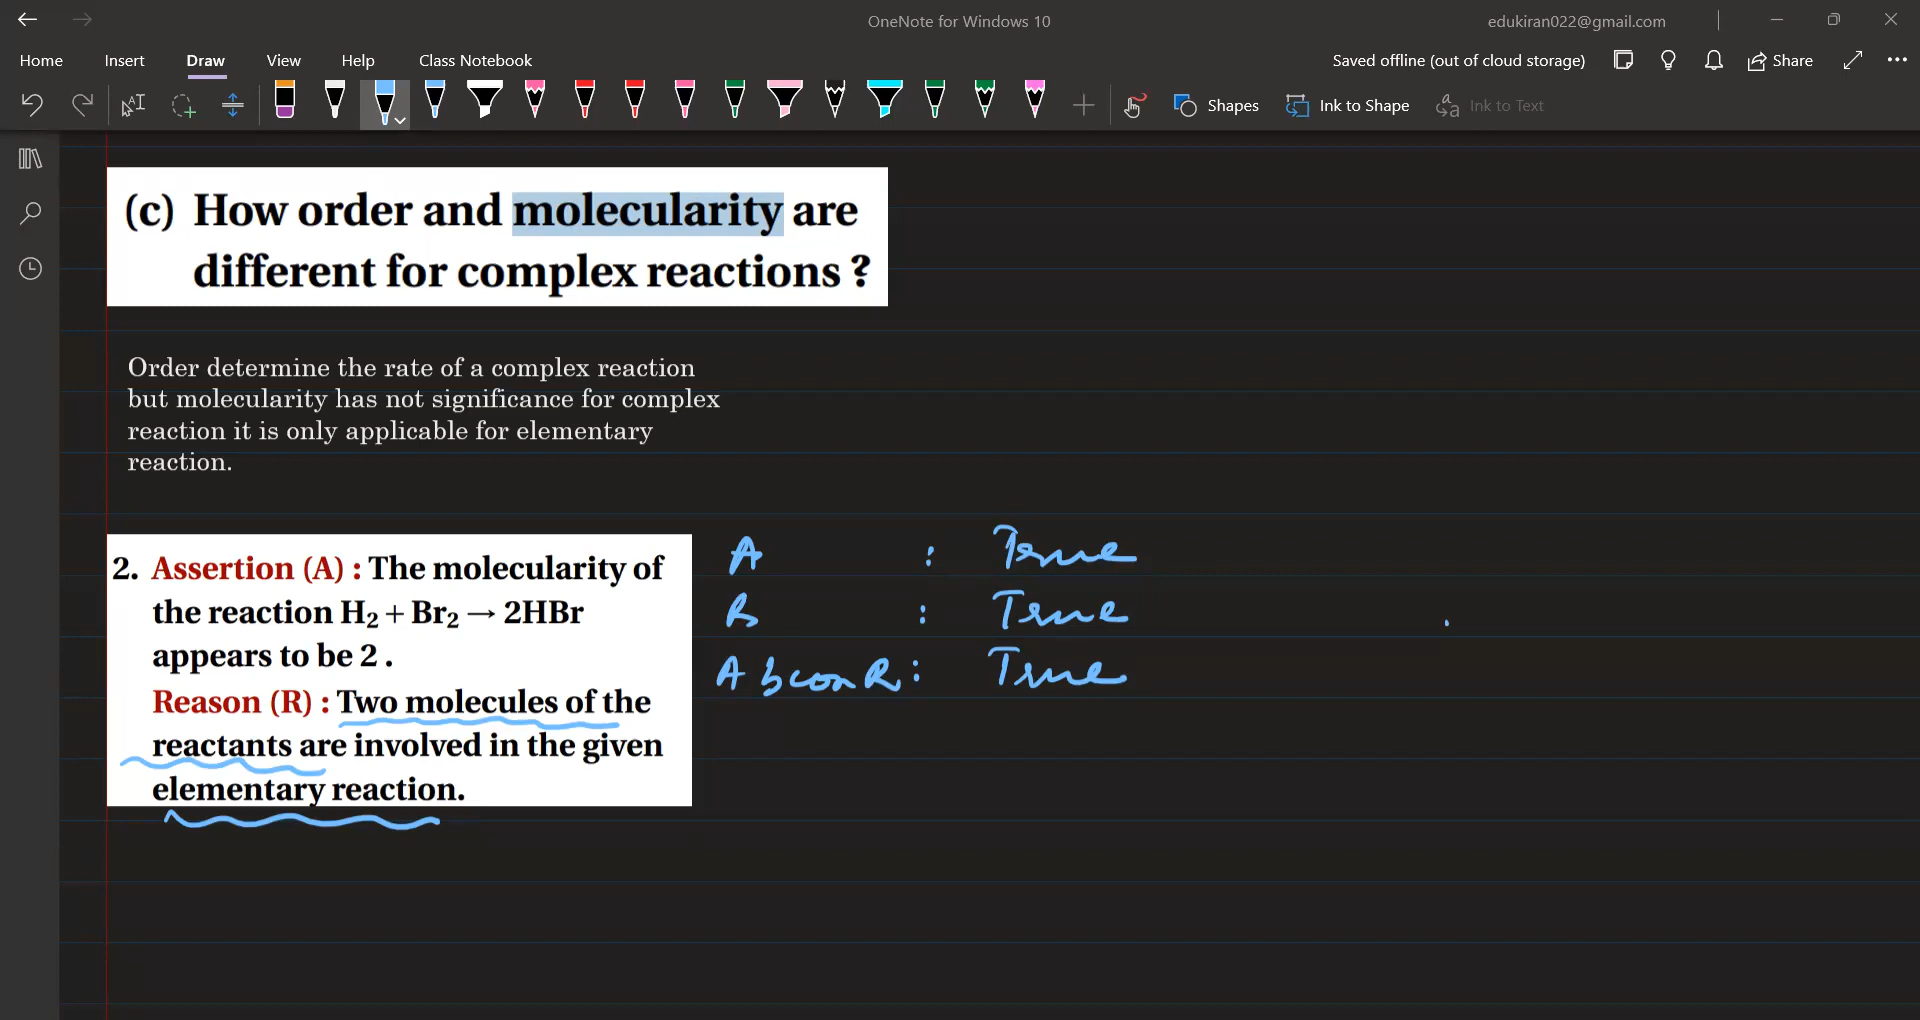 OneNote for Windows 10
edukiran022@gmail.com
Home Insert Draw View Help Class Notebook
Saved offline (out of cloud storage) Share
Shapes Ink to Shape Ink to Text
(c) How order and molecularity are
different for complex reactions ?
Order determine the rate of a complex reaction
but molecularity has not significance for complex
reaction it is only applicable for elementary
reaction.
2. Assertion (A) : The molecularity of
the reaction H₂ + Br₂ → 2HBr
appears to be 2 .
Reason (R) : Two molecules of the
reactants are involved in the given
elementary reaction.
A : True
R : True
A bcon R : True